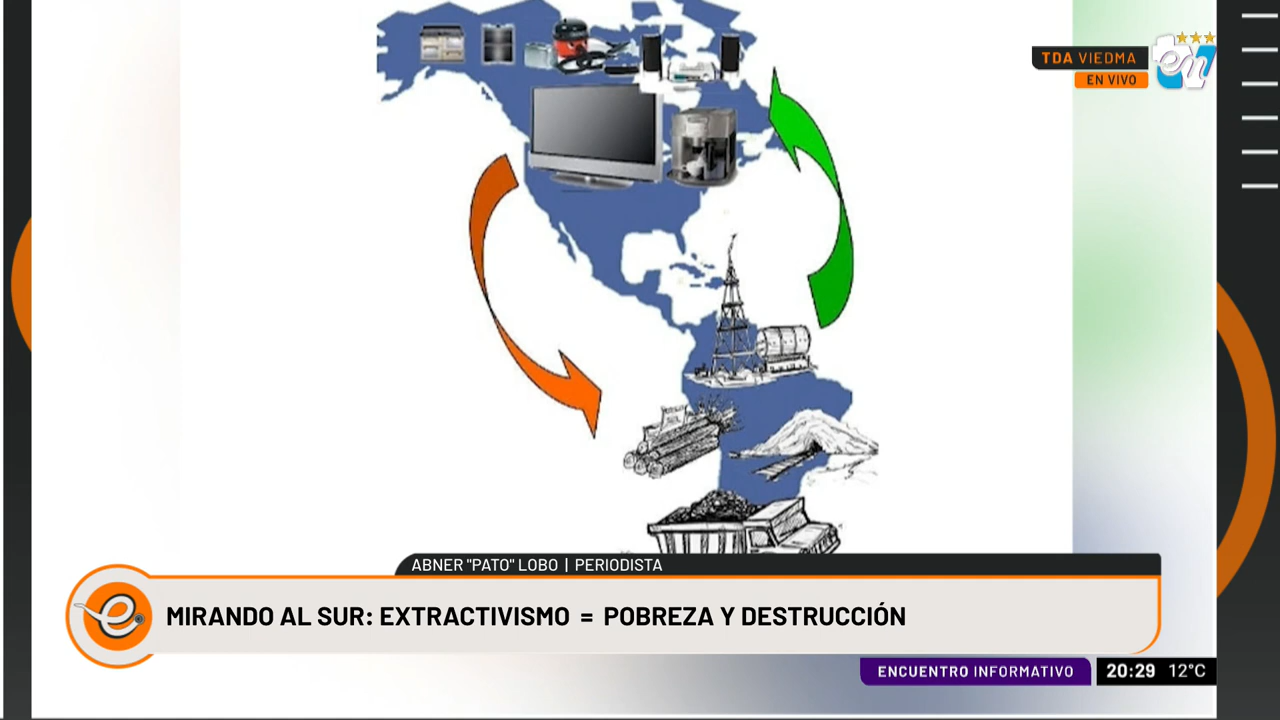 TDA VIEDMA
EN VIVO
ABNER "PATO" LOBO | PERIODISTA
MIRANDO AL SUR: EXTRACTIVISMO = POBREZA Y DESTRUCCIÓN
ENCUENTRO INFORMATIVO
20:29 12°C